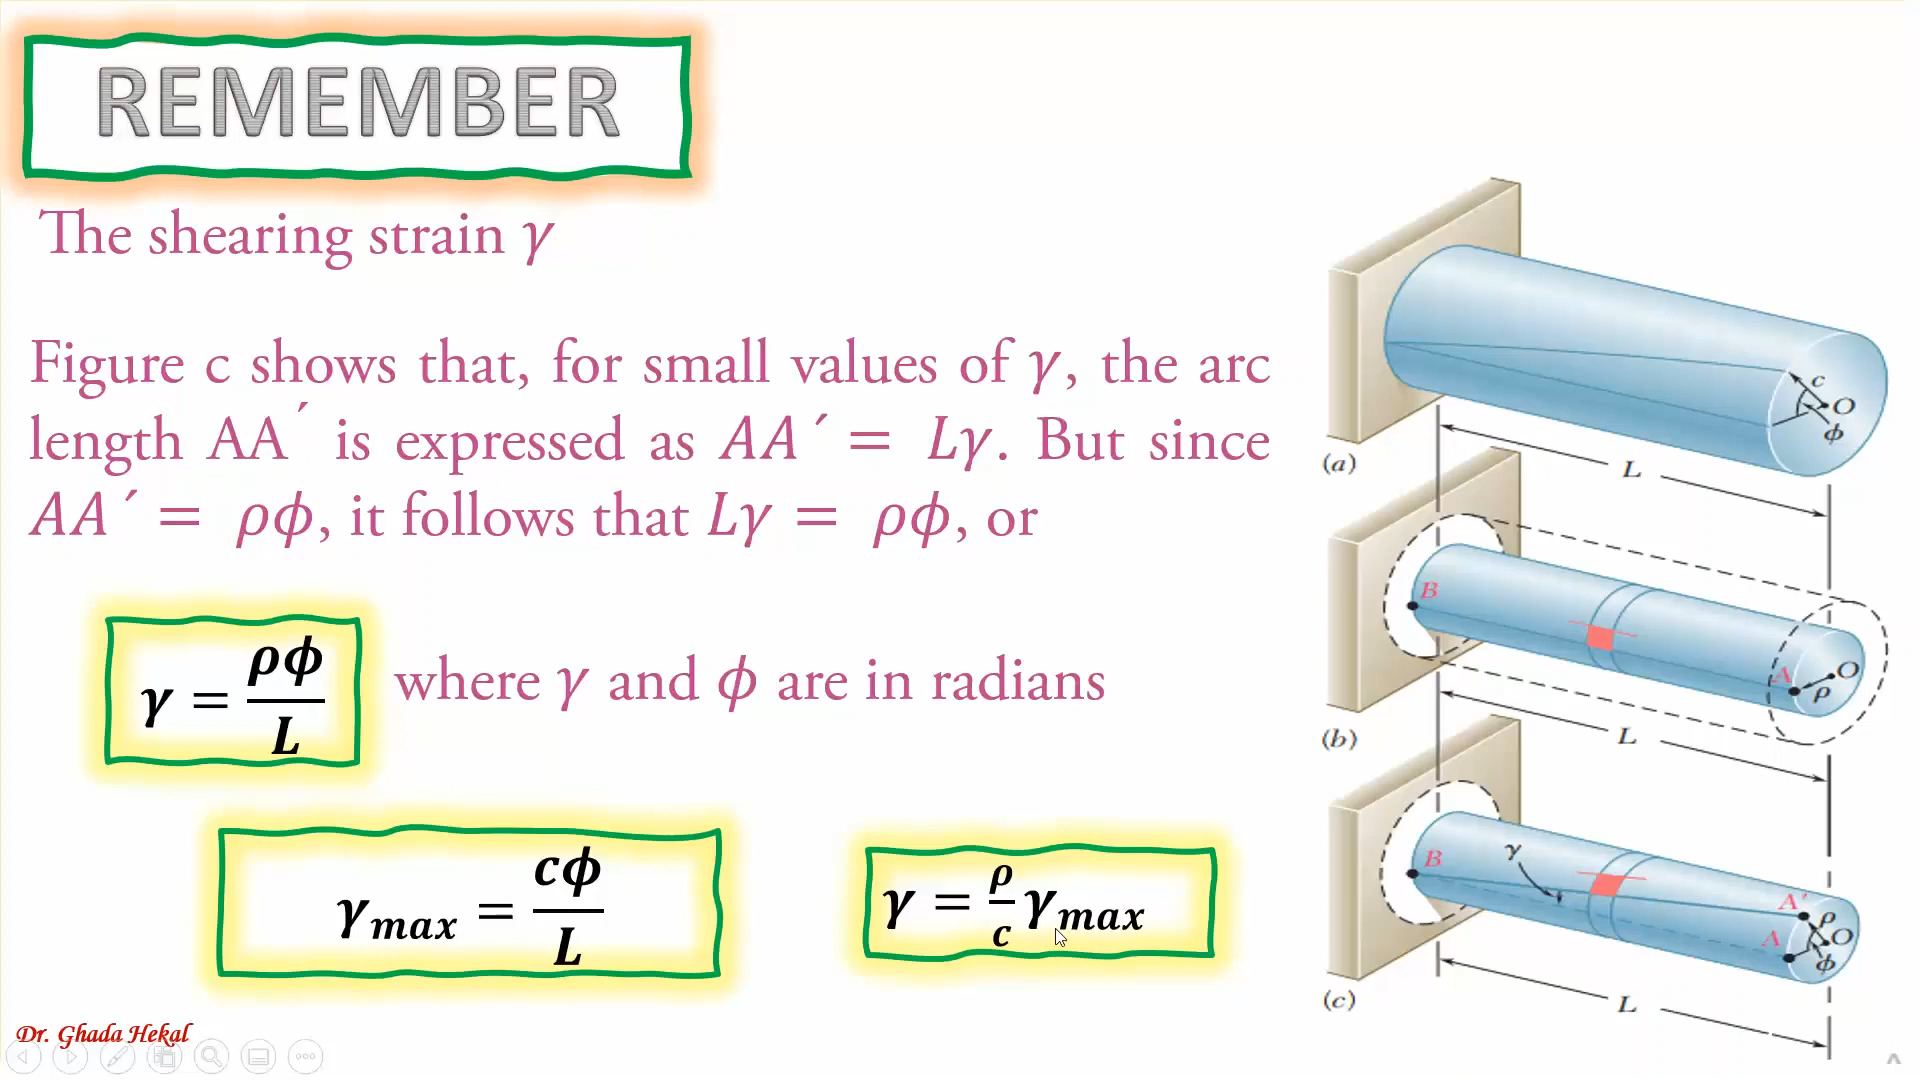 REMEMBER
The shearing strain γ
Figure c shows that, for small values of γ, the arc
length AA´ is expressed as AA´ = Lγ. But since
AA´ = ρϕ, it follows that Lγ = ρϕ, or
γ = ρϕ/L
where γ and ϕ are in radians
γmax = cϕ/L
γ = ρ/c γmax
Dr. Ghada Hekal
c
O
ϕ
(a)
L
B
A
O
ρ
(b)
L
B
γ
A'
ρ
A
O
ϕ
(c)
L